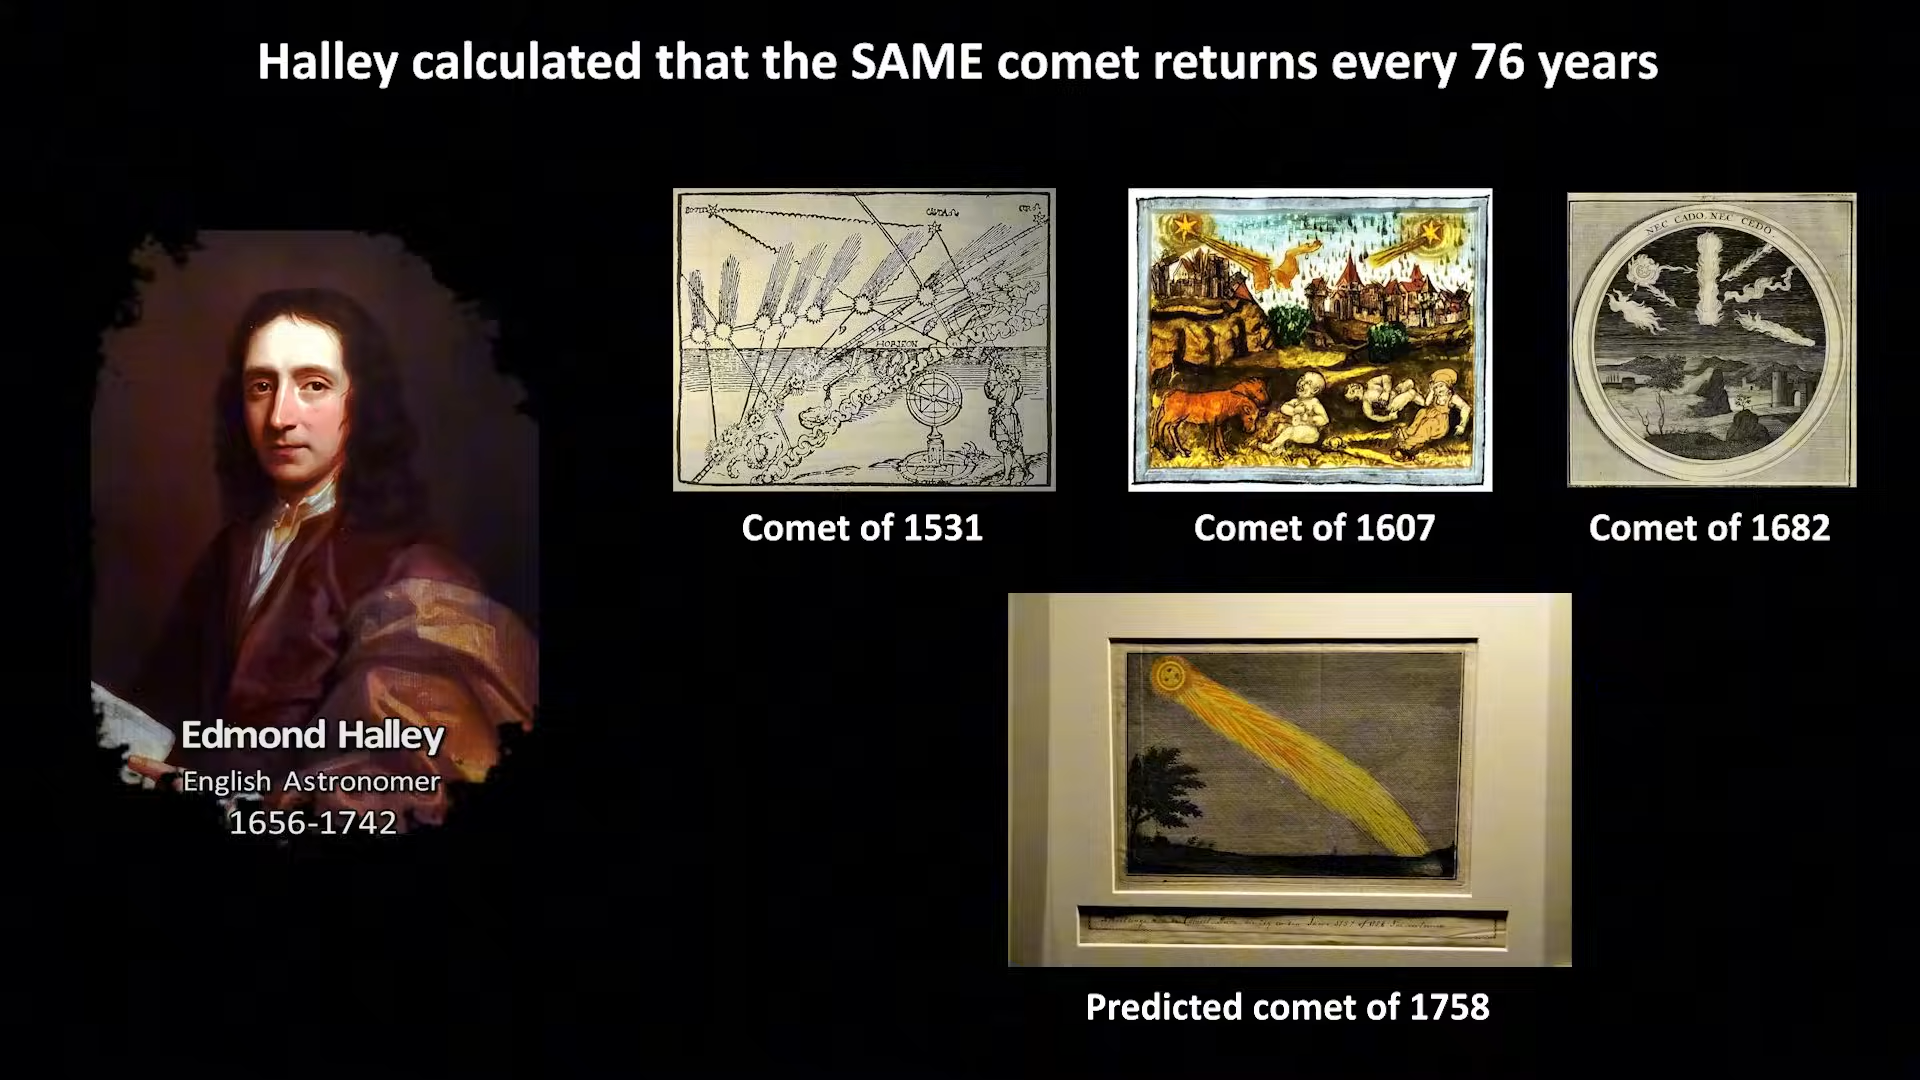 Halley calculated that the SAME comet returns every 76 years
HORIZON
NEC CADO, NEC CEDO.
Comet of 1531
Comet of 1607
Comet of 1682
Edmond Halley
English Astronomer
1656-1742
Predicted comet of 1758